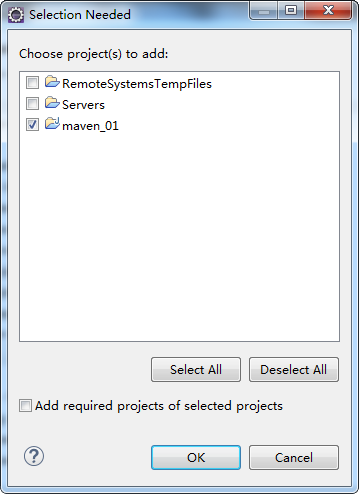 Selection Needed
Choose project(s) to add:
RemoteSystemsTempFiles
Servers
maven_01
Select All
Deselect All
Add required projects of selected projects
?
OK
Cancel